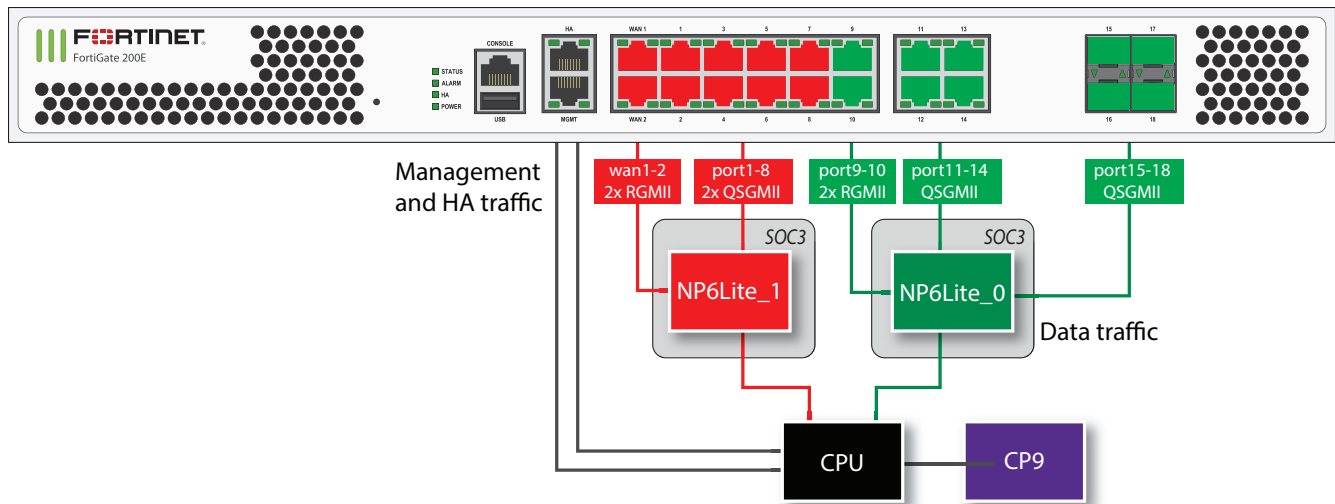 FORTINET
FortiGate 200E
STATUS
ALARM
HA
POWER
CONSOLE
USB
HA
MGMT
WAN 1
1
3
5
7
9
WAN 2
2
4
6
8
10
11
13
12
14
15
17
16
18
Management
and HA traffic
wan1-2
2x RGMII
port1-8
2x QSGMII
port9-10
2x RGMII
port11-14
QSGMII
port15-18
QSGMII
SOC3
NP6Lite_1
SOC3
NP6Lite_0
Data traffic
CPU
CP9